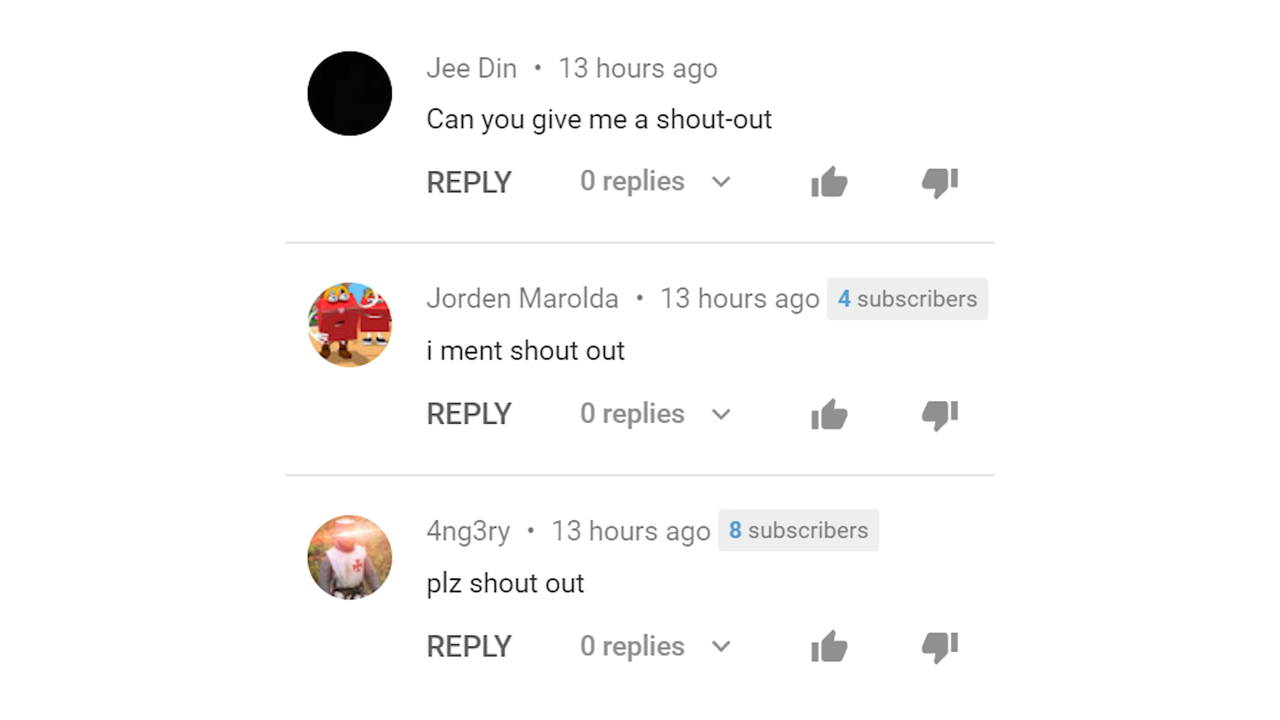 Jee Din • 13 hours ago
Can you give me a shout-out
REPLY 0 replies
Jorden Marolda • 13 hours ago 4 subscribers
i ment shout out
REPLY 0 replies
4ng3ry • 13 hours ago 8 subscribers
plz shout out
REPLY 0 replies